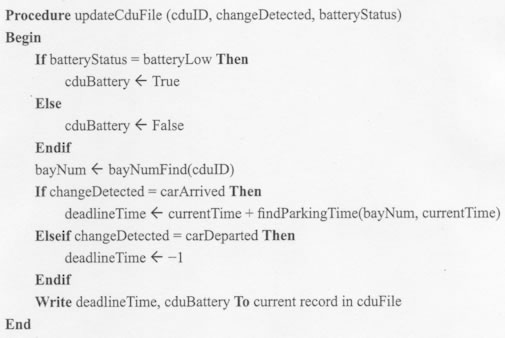 Procedure updateCduFile (cduID, changeDetected, batteryStatus)
Begin
If batteryStatus = batteryLow Then
cduBattery ← True
Else
cduBattery ← False
Endif
bayNum ← bayNumFind(cduID)
If changeDetected = carArrived Then
deadlineTime ← currentTime + findParkingTime(bayNum, currentTime)
Elseif changeDetected = carDeparted Then
deadlineTime ← −1
Endif
Write deadlineTime, cduBattery To current record in cduFile
End